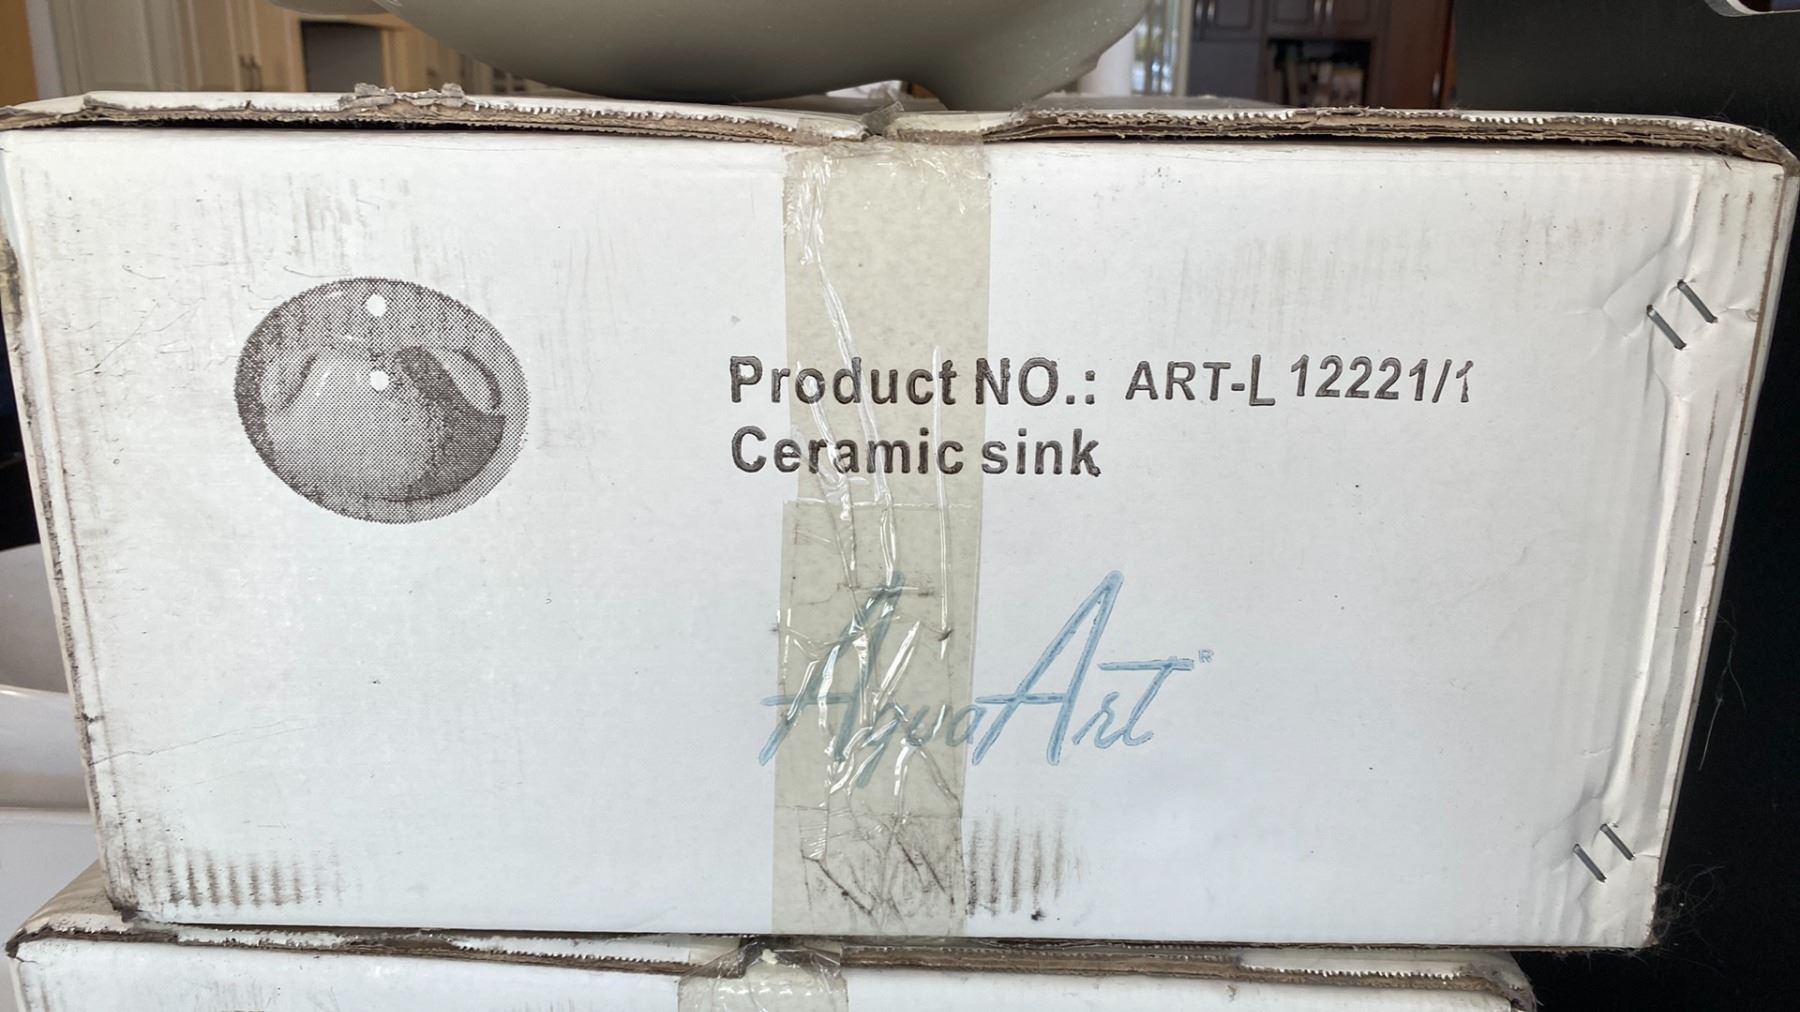 Product NO.: ART-L 12221/1
Ceramic sink
AquaArt®